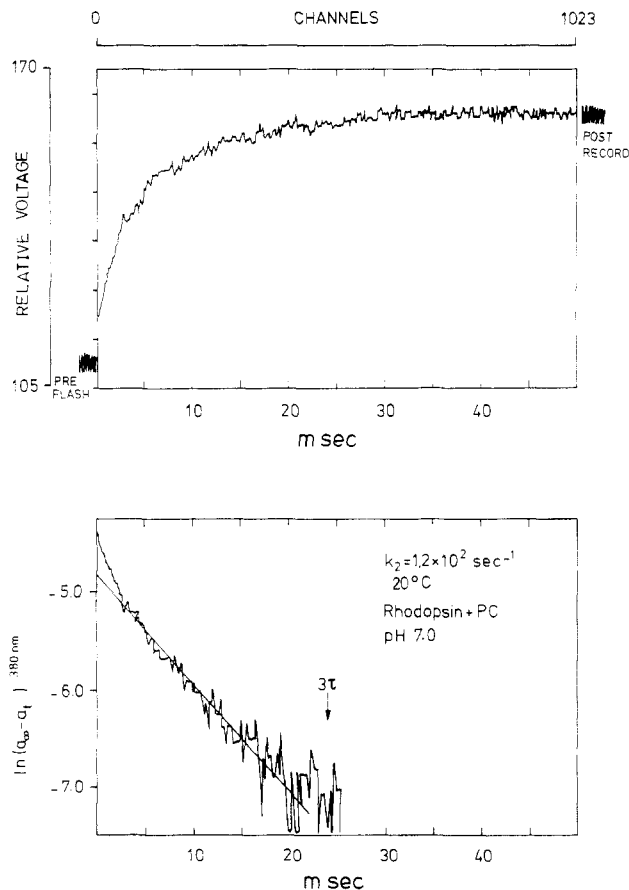 0 CHANNELS 1023
170
RELATIVE VOLTAGE
105
PRE
FLASH
POST
RECORD
10 20 30 40
m sec
ln (a∞-at) 380 nm
-5.0
-6.0
-7.0
k2=1,2×10² sec⁻¹
20°C
Rhodopsin + PC
pH 7.0
3τ
10 20 30 40
m sec